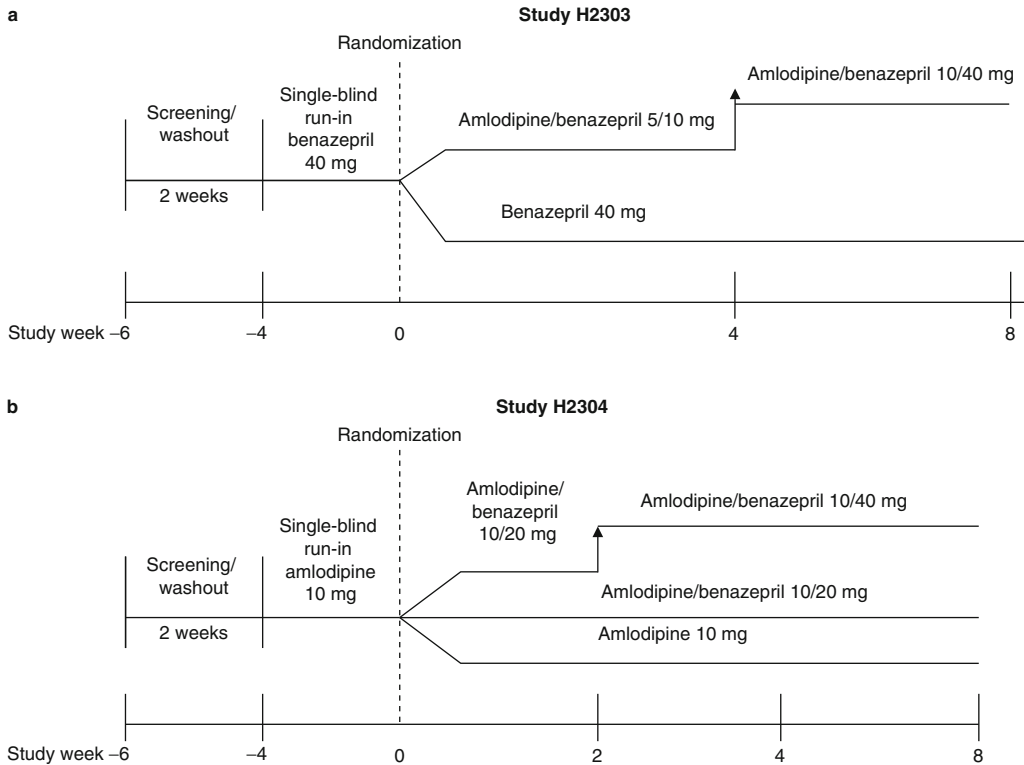 a
Study H2303
Randomization
Screening/
washout
2 weeks
Single-blind
run-in
benazepril
40 mg
Amlodipine/benazepril 5/10 mg
Amlodipine/benazepril 10/40 mg
Benazepril 40 mg
Study week –6
–4
0
4
8
b
Study H2304
Randomization
Screening/
washout
2 weeks
Single-blind
run-in
amlodipine
10 mg
Amlodipine/
benazepril
10/20 mg
Amlodipine/benazepril 10/40 mg
Amlodipine/benazepril 10/20 mg
Amlodipine 10 mg
Study week –6
–4
0
2
4
8